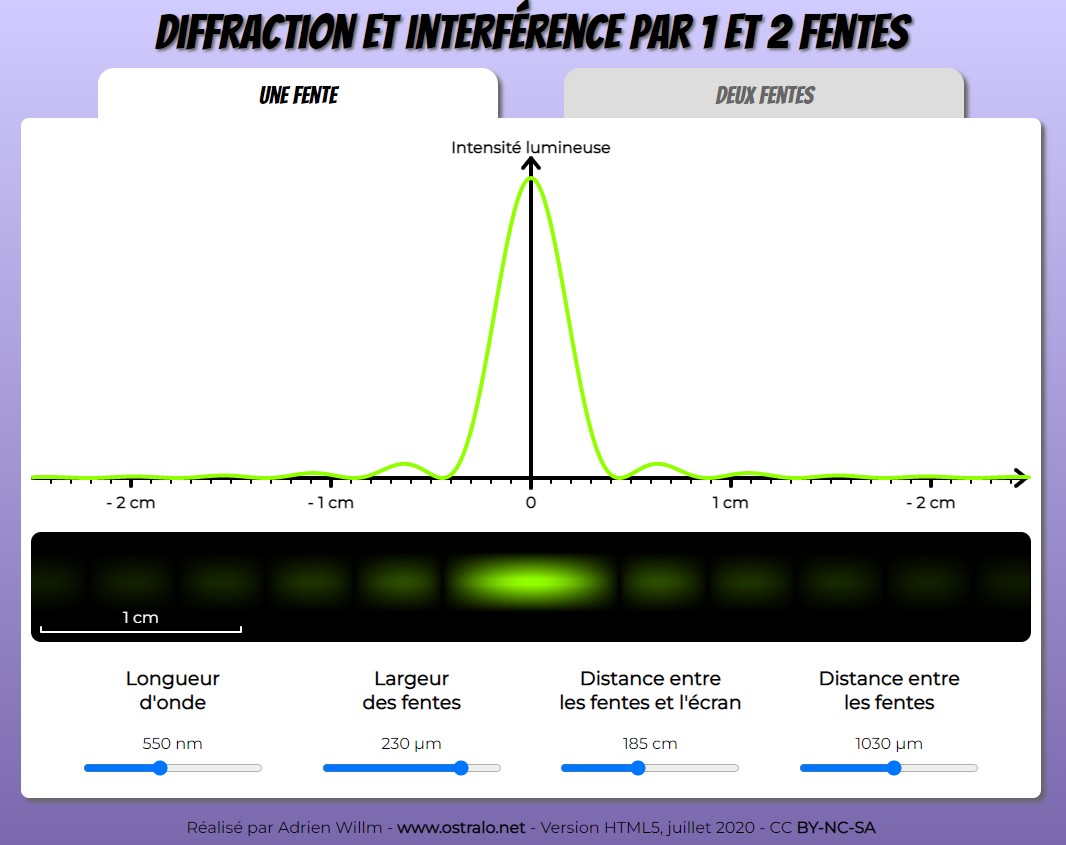 DIFFRACTION ET INTERFÉRENCE PAR 1 ET 2 FENTES
UNE FENTE
DEUX FENTES
Intensité lumineuse
- 2 cm
- 1 cm
0
1 cm
- 2 cm
1 cm
Longueur
d'onde
550 nm
Largeur
des fentes
230 µm
Distance entre
les fentes et l'écran
185 cm
Distance entre
les fentes
1030 µm
Réalisé par Adrien Willm - www.ostralo.net - Version HTML5, juillet 2020 - CC BY-NC-SA